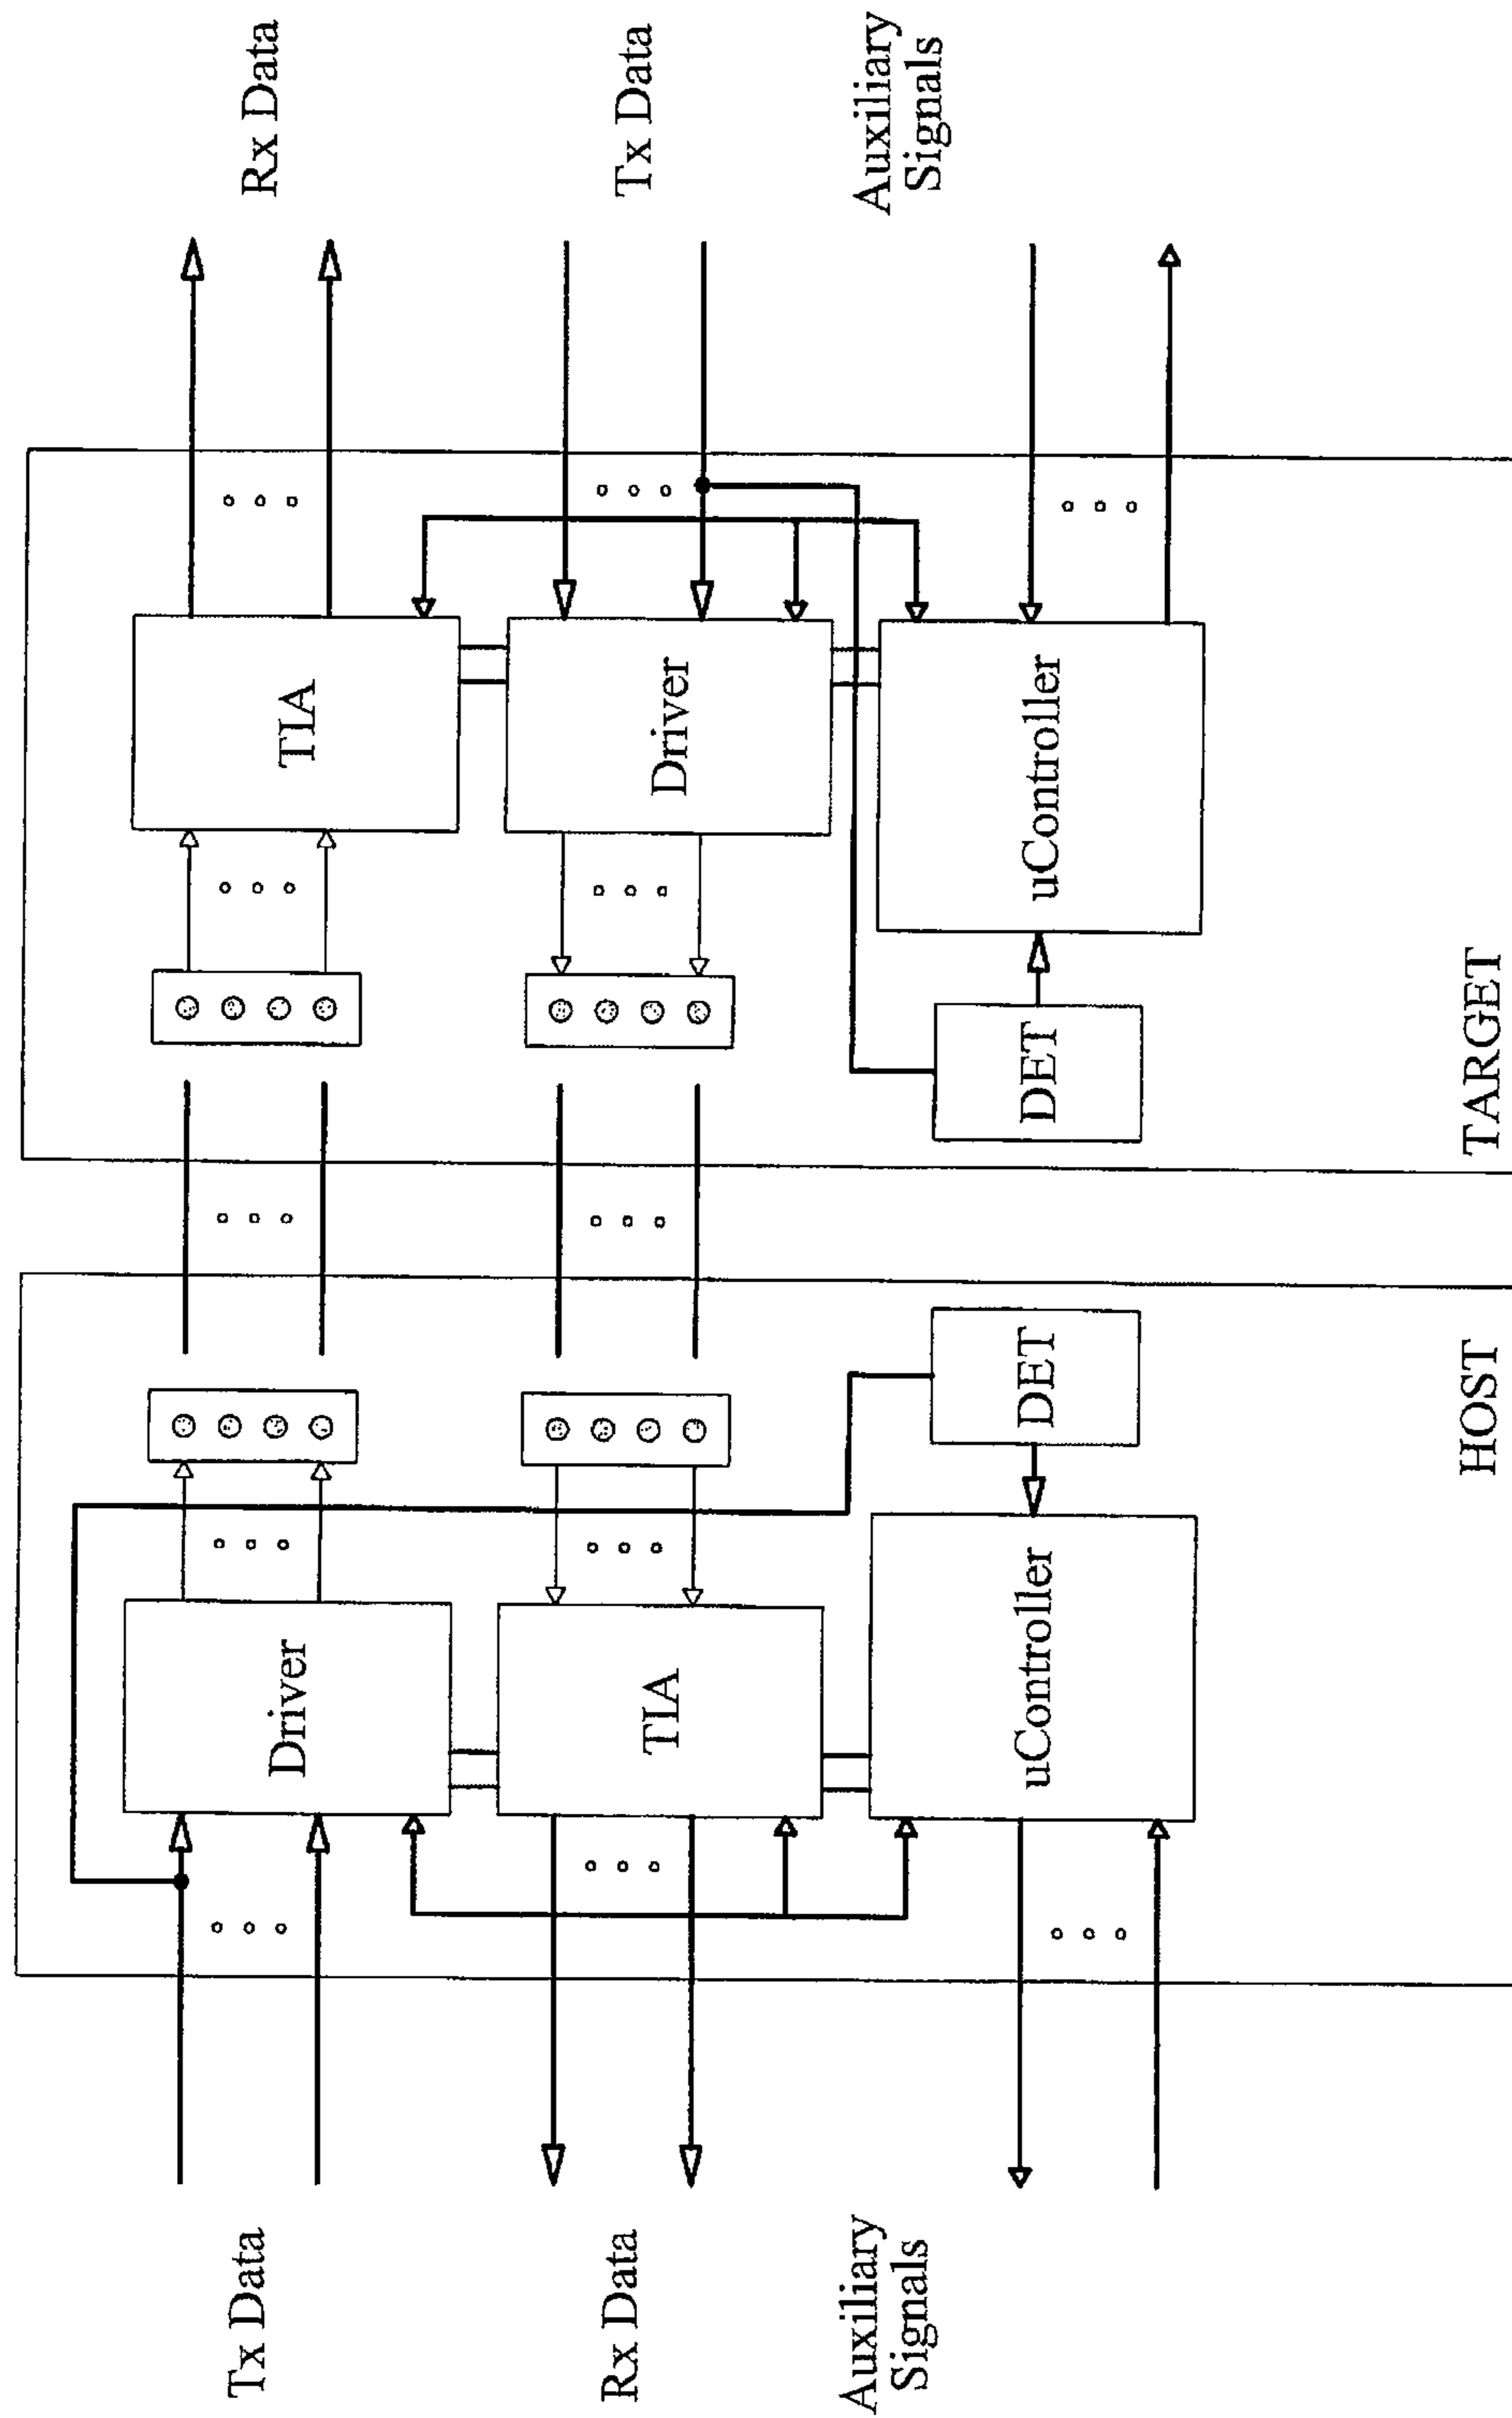 Tx Data
Rx Data
Auxiliary
Signals
Driver
TIA
uController
DET
HOST
TIA
Driver
uController
DET
TARGET
Rx Data
Tx Data
Auxiliary
Signals